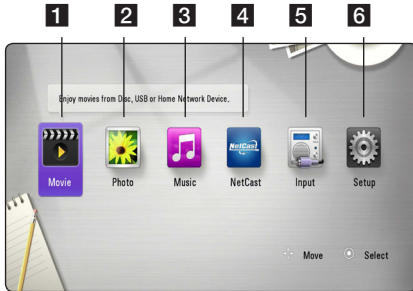 1 2 3 4 5 6
Enjoy movies from Disc, USB or Home Network Device.
NetCast
Movie Photo Music NetCast Input Setup
Move Select